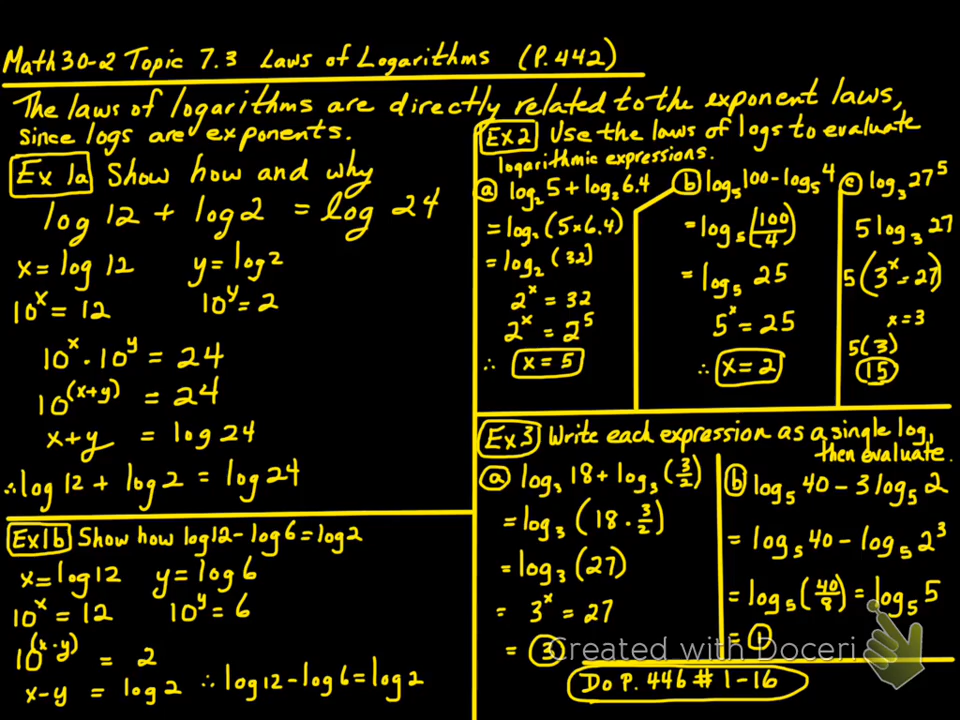 Math 30-2 Topic 7.3 Laws of Logarithms (P.442)
The laws of logarithms are directly related to the exponent laws,
since logs are exponents.
Ex 1a Show how and why
log 12 + log 2 = log 24
x = log 12 y = log 2
10^x = 12 10^y = 2
10^x · 10^y = 24
10^(x+y) = 24
x+y = log 24
∴ log 12 + log 2 = log 24
Ex 1b Show how log 12 - log 6 = log 2
x = log 12 y = log 6
10^x = 12 10^y = 6
10^(x-y) = 2
x-y = log 2 ∴ log 12 - log 6 = log 2
Ex 2 Use the laws of logs to evaluate
logarithmic expressions.
a log₂ 5 + log₂ 6.4
= log₂ (5×6.4)
= log₂ (32)
2^x = 32
2^x = 2^5
∴ x = 5
b log₅ 100 - log₅ 4
= log₅ (100/4)
= log₅ 25
5^x = 25
∴ x = 2
c log₃ 27^5
5 log₃ 27
5 (3^x = 27)
x = 3
5(3)
15
Ex 3 Write each expression as a single log,
then evaluate.
a log₃ 18 + log₃ (3/2)
= log₃ (18 · 3/2)
= log₃ (27)
= 3^x = 27
= 3
b log₅ 40 - 3 log₅ 2
= log₅ 40 - log₅ 2^3
= log₅ (40/8) = log₅ 5
= 1
Created with Doceri
Do P. 446 # 1-16